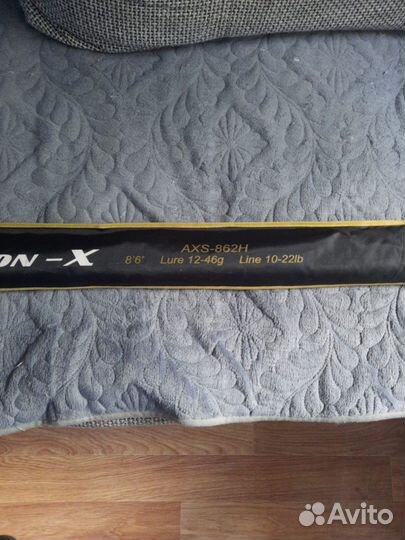 AXS-862H
ON-X 8'6" Lure 12-46g Line 10-22lb
Avito